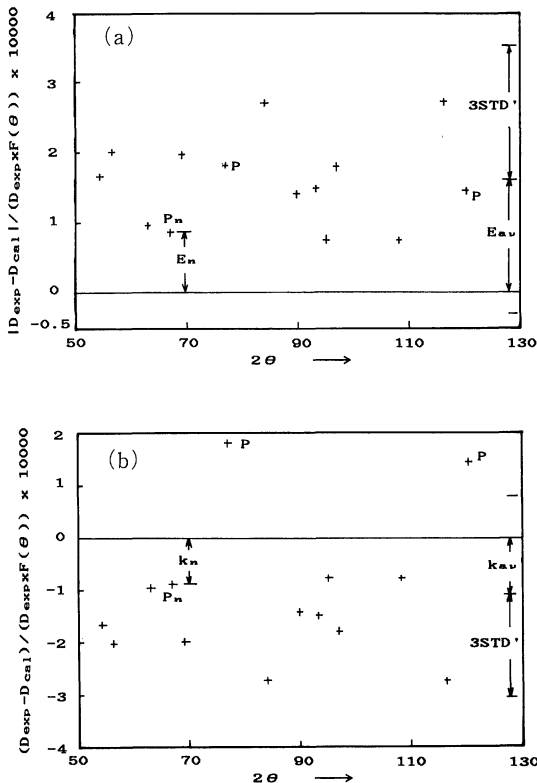 (a)
|Dexp-Dcal|/(DexpxF(θ)) x 10000
4
3
2
1
0
-0.5
P
Pn
En
P
3STD'
Eav
50
70
90
110
130
2θ →
(b)
(Dexp-Dcal)/(DexpxF(θ)) x 10000
2
1
0
-1
-2
-3
-4
P
P
kn
Pn
kav
3STD'
50
70
90
110
130
2θ →